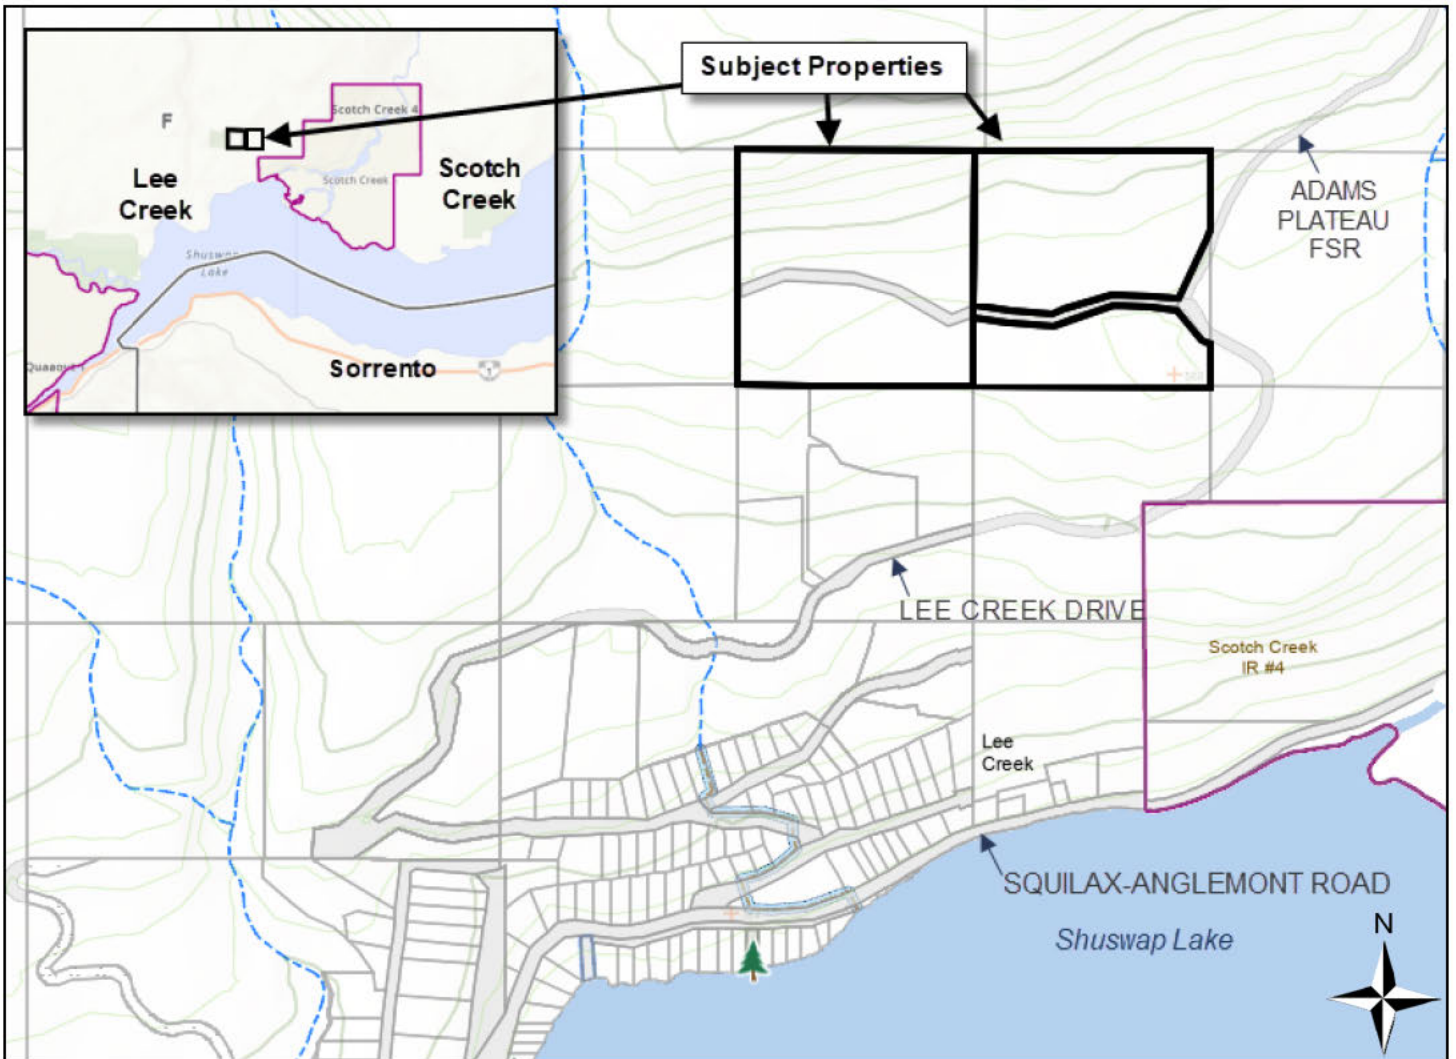 Subject Properties
Scotch Creek 4
F
Lee
Creek
Scotch Creek
Scotch
Creek
Shuswap
Lake
Sorrento
1
ADAMS
PLATEAU
FSR
LEE CREEK DRIVE
Scotch Creek
IR #4
Lee
Creek
SQUILAX-ANGLEMONT ROAD
Shuswap Lake
N